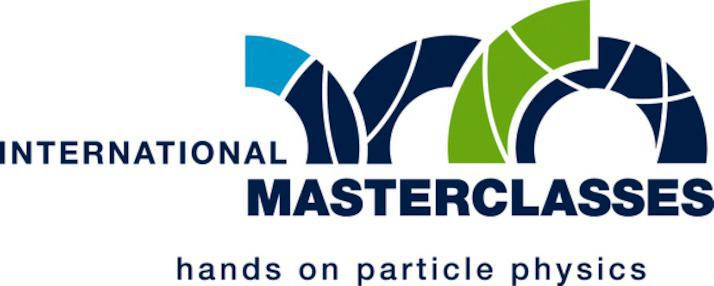 INTERNATIONAL
MASTERCLASSES
hands on particle physics